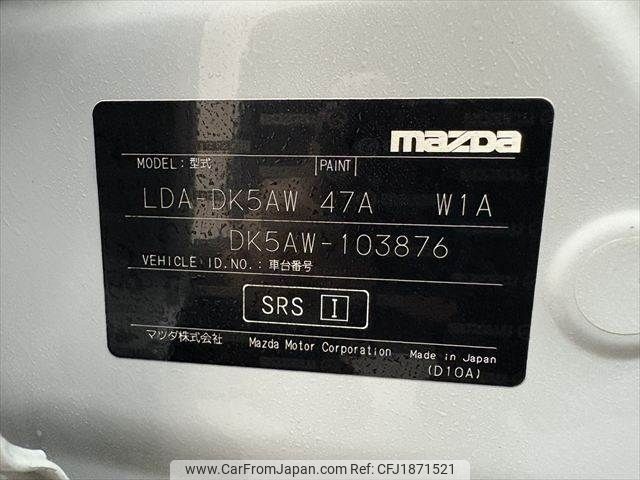 mazda
MODEL:型式 PAINT
LDA-DK5AW 47A W1A
DK5AW-103876
VEHICLE ID.NO.:車台番号
SRS I
マツダ株式会社 Mazda Motor Corporation Made in Japan
(D10A)
www.CarFromJapan.com - CFJ1871521